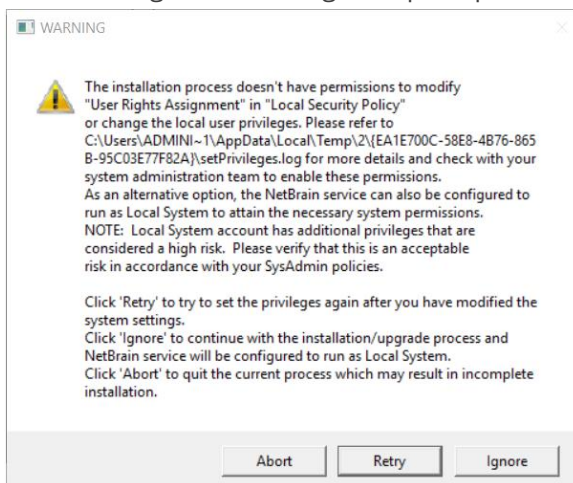 WARNING
The installation process doesn't have permissions to modify
"User Rights Assignment" in "Local Security Policy"
or change the local user privileges. Please refer to
C:\Users\ADMINI~1\AppData\Local\Temp\2\{EA1E700C-58E8-4B76-865
B-95C03E77F82A}\setPrivileges.log for more details and check with your
system administration team to enable these permissions.
As an alternative option, the NetBrain service can also be configured to
run as Local System to attain the necessary system permissions.
NOTE:  Local System account has additional privileges that are
considered a high risk.  Please verify that this is an acceptable
risk in accordance with your SysAdmin policies.
Click 'Retry' to try to set the privileges again after you have modified the
system settings.
Click 'Ignore' to continue with the installation/upgrade process and
NetBrain service will be configured to run as Local System.
Click 'Abort' to quit the current process which may result in incomplete
installation.
Abort Retry Ignore